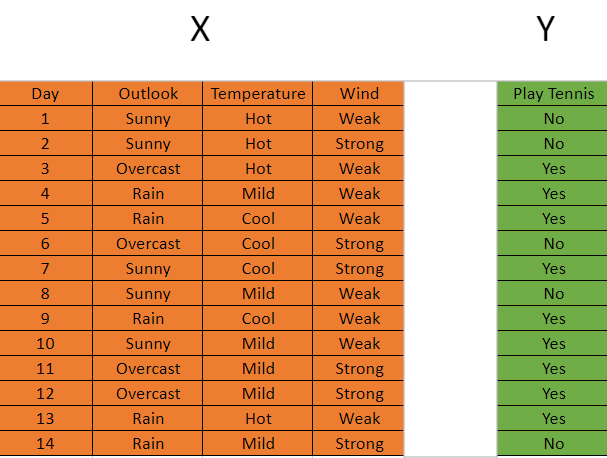 X Y
Day Outlook Temperature Wind Play Tennis
1 Sunny Hot Weak No
2 Sunny Hot Strong No
3 Overcast Hot Weak Yes
4 Rain Mild Weak Yes
5 Rain Cool Weak Yes
6 Overcast Cool Strong No
7 Sunny Cool Strong Yes
8 Sunny Mild Weak No
9 Rain Cool Weak Yes
10 Sunny Mild Weak Yes
11 Overcast Mild Strong Yes
12 Overcast Mild Strong Yes
13 Rain Hot Weak Yes
14 Rain Mild Strong No